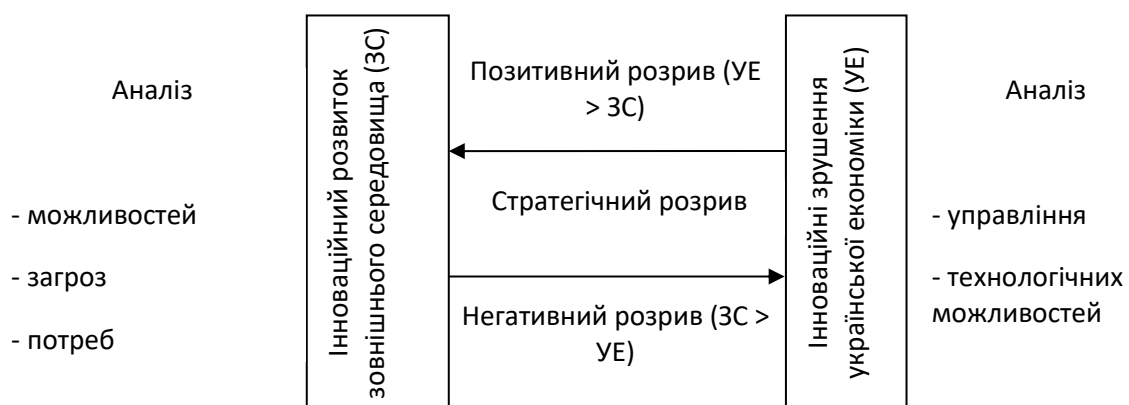 Аналіз
- можливостей
- загроз
- потреб
Інноваційний розвиток
зовнішнього середовища (ЗС)
Позитивний розрив (УЕ
> ЗС)
Стратегічний розрив
Негативний розрив (ЗС >
УЕ)
Інноваційні зрушення
української економіки (УЕ)
Аналіз
- управління
- технологічних
можливостей